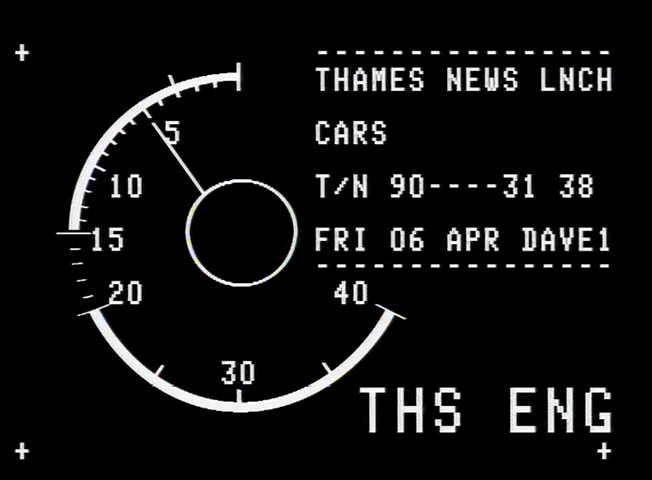 ----------------
THAMES NEWS LNCH
CARS
T/N 90----31 38
FRI 06 APR DAVE1
----------------
5
10
15
20
30
40
THS ENG